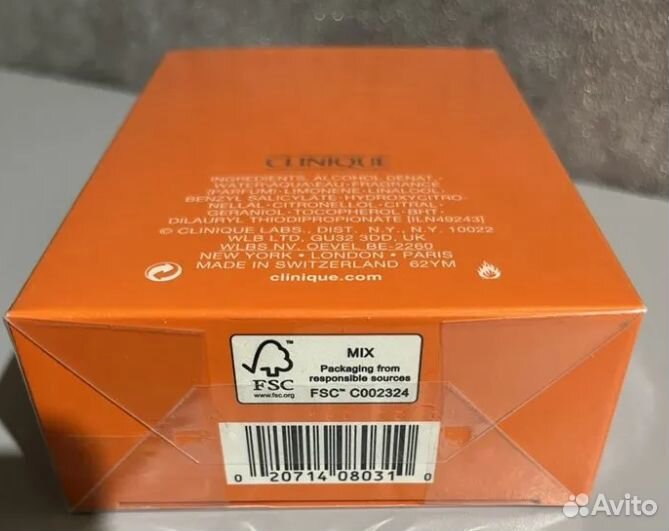 CLINIQUE
INGREDIENTS: ALCOHOL DENAT.,
WATER\AQUA\EAU•FRAGRANCE
(PARFUM)•LIMONENE•LINALOOL•
BENZYL SALICYLATE•HYDROXYCITRO-
NELLAL•CITRONELLOL•CITRAL•
GERANIOL•TOCOPHEROL•BHT•
DILAURYL THIODIPROPIONATE [ILN49243]
© CLINIQUE LABS., DIST. N.Y., N.Y. 10022
WLB LTD, GU32 3DD, UK
WLBS NV, OEVEL BE-2260
NEW YORK • LONDON • PARIS
MADE IN SWITZERLAND 62YM
clinique.com
FSC™
www.fsc.org
MIX
Packaging from
responsible sources
FSC™ C002324
0 20714 08031 0
Avito